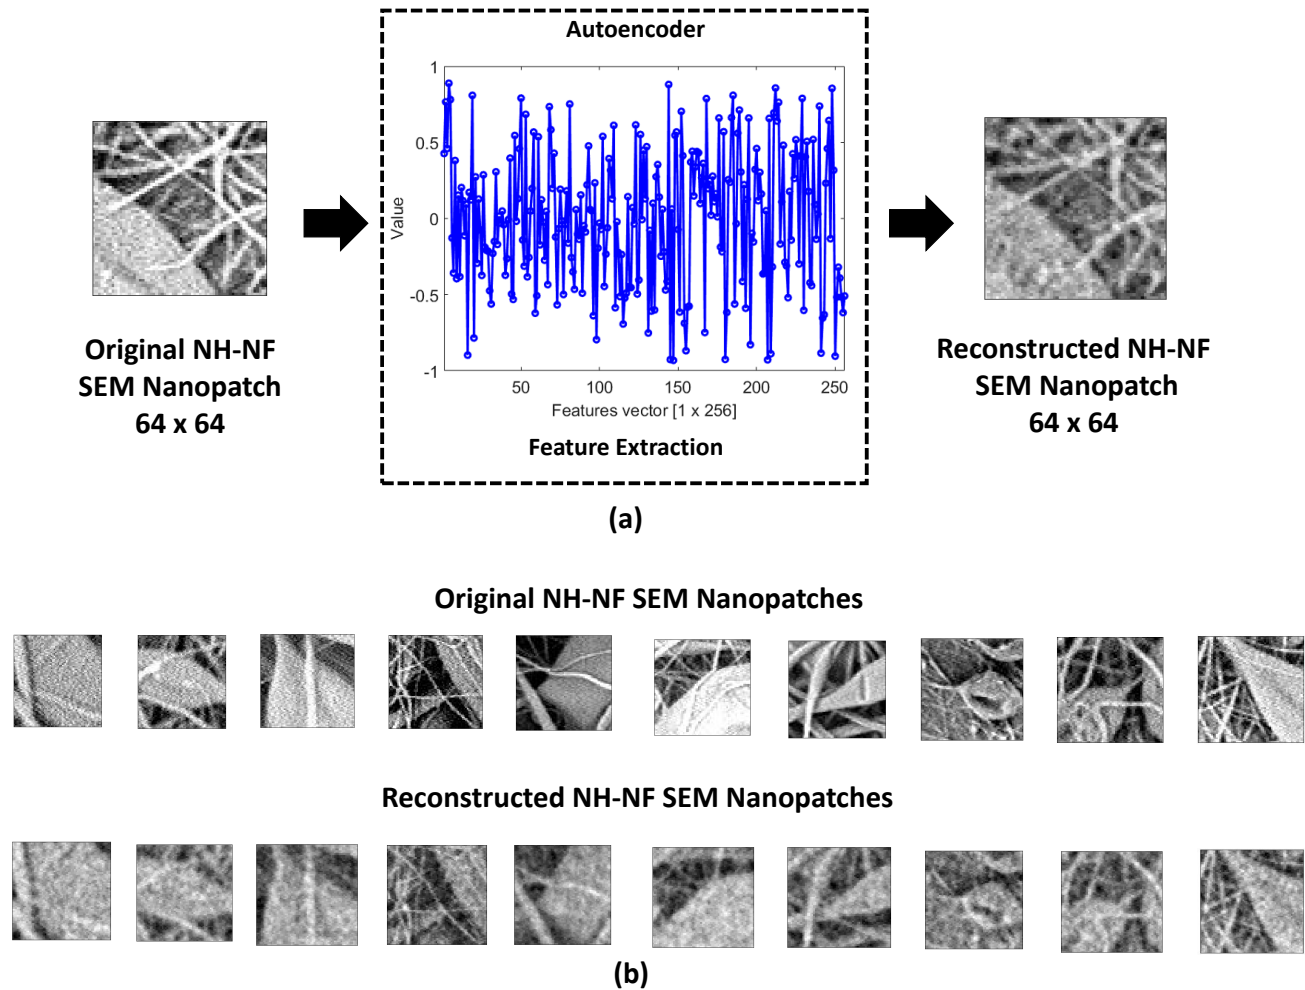 Autoencoder
1
0.5
0
-0.5
-1
Value
50
100
150
200
250
Features vector [1 x 256]
Feature Extraction
Original NH-NF
SEM Nanopatch
64 x 64
Reconstructed NH-NF
SEM Nanopatch
64 x 64
(a)
Original NH-NF SEM Nanopatches
Reconstructed NH-NF SEM Nanopatches
(b)